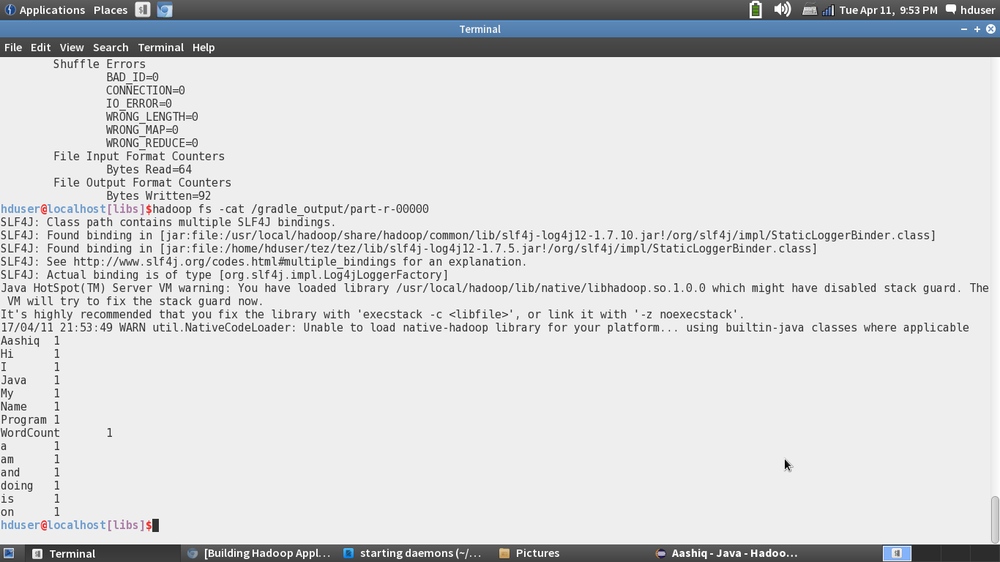 Applications Places Tue Apr 11, 9:53 PM hduser
Terminal
File Edit View Search Terminal Help
Shuffle Errors
BAD_ID=0
CONNECTION=0
IO_ERROR=0
WRONG_LENGTH=0
WRONG_MAP=0
WRONG_REDUCE=0
File Input Format Counters
Bytes Read=64
File Output Format Counters
Bytes Written=92
hduser@localhost[libs]$hadoop fs -cat /gradle_output/part-r-00000
SLF4J: Class path contains multiple SLF4J bindings.
SLF4J: Found binding in [jar:file:/usr/local/hadoop/share/hadoop/common/lib/slf4j-log4j12-1.7.10.jar!/org/slf4j/impl/StaticLoggerBinder.class]
SLF4J: Found binding in [jar:file:/home/hduser/tez/tez/lib/slf4j-log4j12-1.7.5.jar!/org/slf4j/impl/StaticLoggerBinder.class]
SLF4J: See http://www.slf4j.org/codes.html#multiple_bindings for an explanation.
SLF4J: Actual binding is of type [org.slf4j.impl.Log4jLoggerFactory]
Java HotSpot(TM) Server VM warning: You have loaded library /usr/local/hadoop/lib/native/libhadoop.so.1.0.0 which might have disabled stack guard. The
VM will try to fix the stack guard now.
It's highly recommended that you fix the library with 'execstack -c <libfile>', or link it with '-z noexecstack'.
17/04/11 21:53:49 WARN util.NativeCodeLoader: Unable to load native-hadoop library for your platform... using builtin-java classes where applicable
Aashiq 1
Hi 1
I 1
Java 1
My 1
Name 1
Program 1
WordCount 1
a 1
am 1
and 1
doing 1
is 1
on 1
hduser@localhost[libs]$
Terminal [Building Hadoop Appl... starting daemons (~/... Pictures Aashiq - Java - Hadoo...